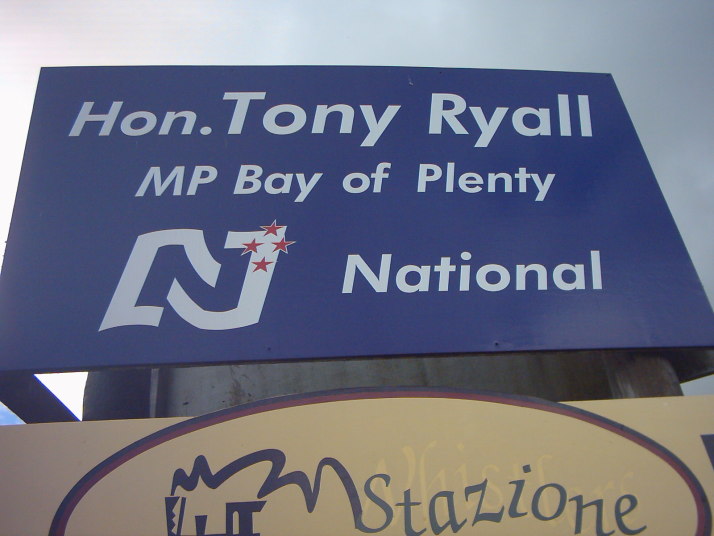 Hon. Tony Ryall
MP Bay of Plenty
N National
Stazione